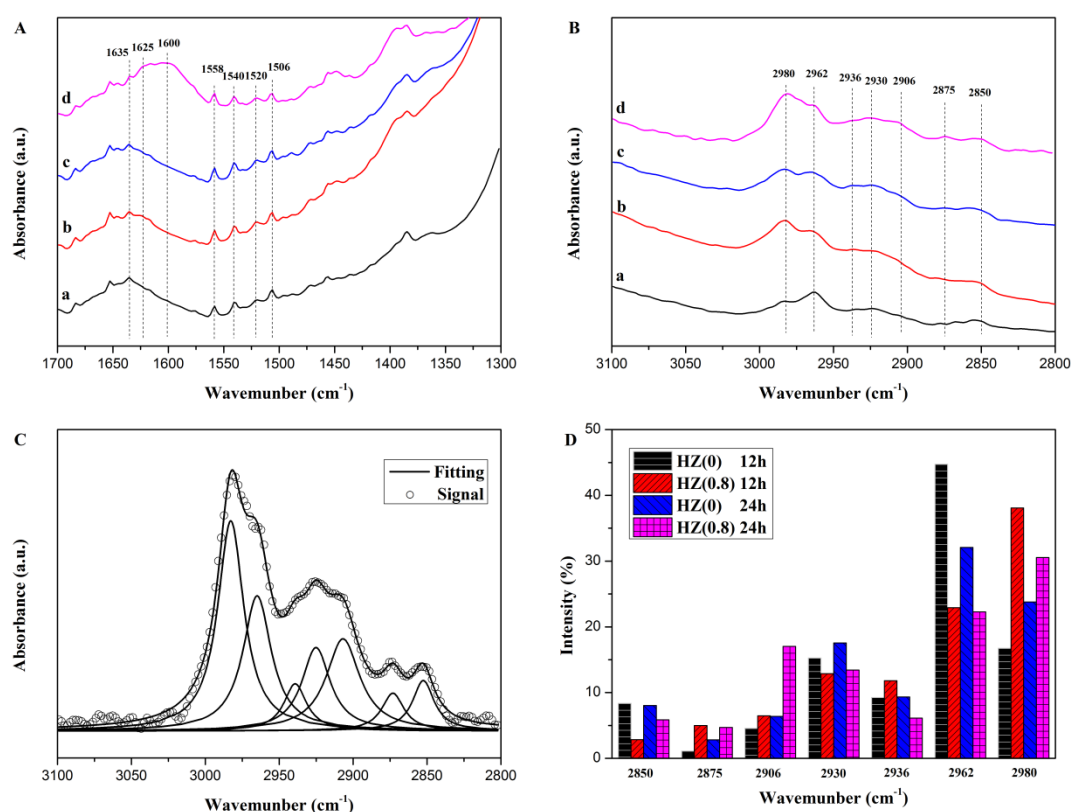 A
1635
1625
1600
1558
1540
1520
1506
d
c
b
a
Absorbance (a.u.)
1700
1650
1600
1550
1500
1450
1400
1350
1300
Wavemunber (cm-1)
B
2980
2962
2936
2930
2906
2875
2850
d
c
b
a
Absorbance (a.u.)
3100
3050
3000
2950
2900
2850
2800
Wavemunber (cm-1)
C
Fitting
Signal
Absorbance (a.u.)
3100
3050
3000
2950
2900
2850
2800
Wavemunber (cm-1)
D
HZ(0) 12h
HZ(0.8) 12h
HZ(0) 24h
HZ(0.8) 24h
Intensity (%)
50
40
30
20
10
0
2850
2875
2906
2930
2936
2962
2980
Wavemunber (cm-1)